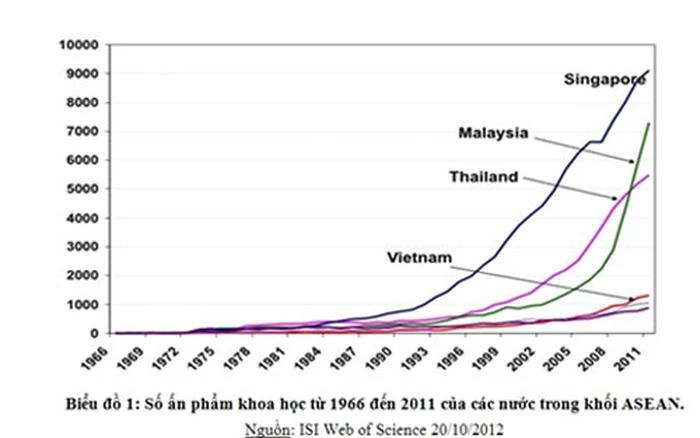 10000
9000
Singapore
8000
7000
Malaysia
6000
Thailand
5000
4000
3000
Vietnam
2000
1000
0
1966 1969 1972 1975 1978 1981 1984 1987 1990 1993 1996 1999 2002 2005 2008 2011
Biểu đồ 1: Số ấn phẩm khoa học từ 1966 đến 2011 của các nước trong khối ASEAN.
Nguồn: ISI Web of Science 20/10/2012